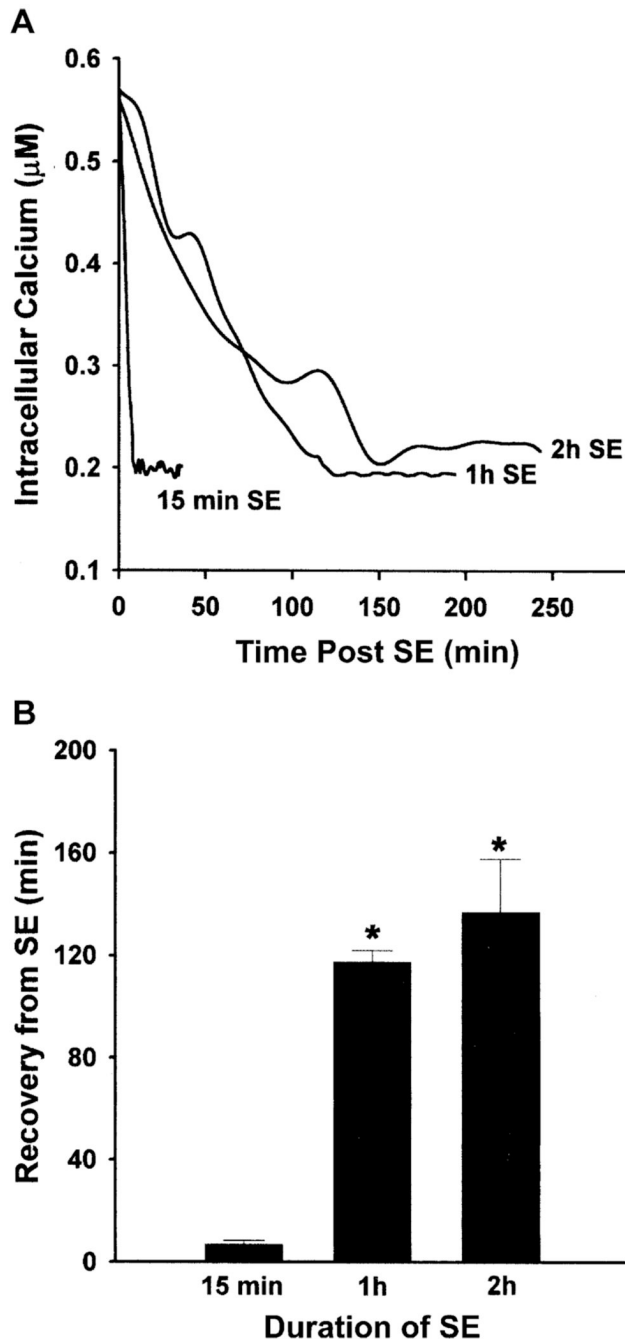 A
0.6
0.5
0.4
0.3
0.2
0.1
Intracellular Calcium (μM)
15 min SE
1h SE
2h SE
0 50 100 150 200 250
Time Post SE (min)
B
200
160
120
80
40
0
Recovery from SE (min)
*
*
15 min 1h 2h
Duration of SE